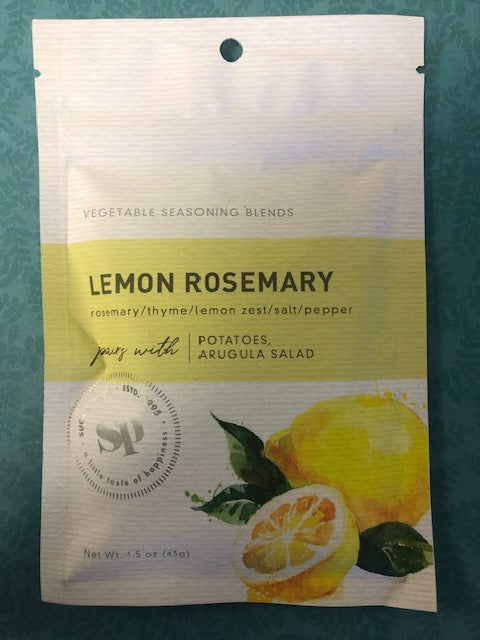 VEGETABLE SEASONING BLENDS
LEMON ROSEMARY
rosemary/thyme/lemon zest/salt/pepper
pairs with
POTATOES,
ARUGULA SALAD
ESTD.
SP
a little taste of happiness
Net Wt. 1.5 oz (43g)